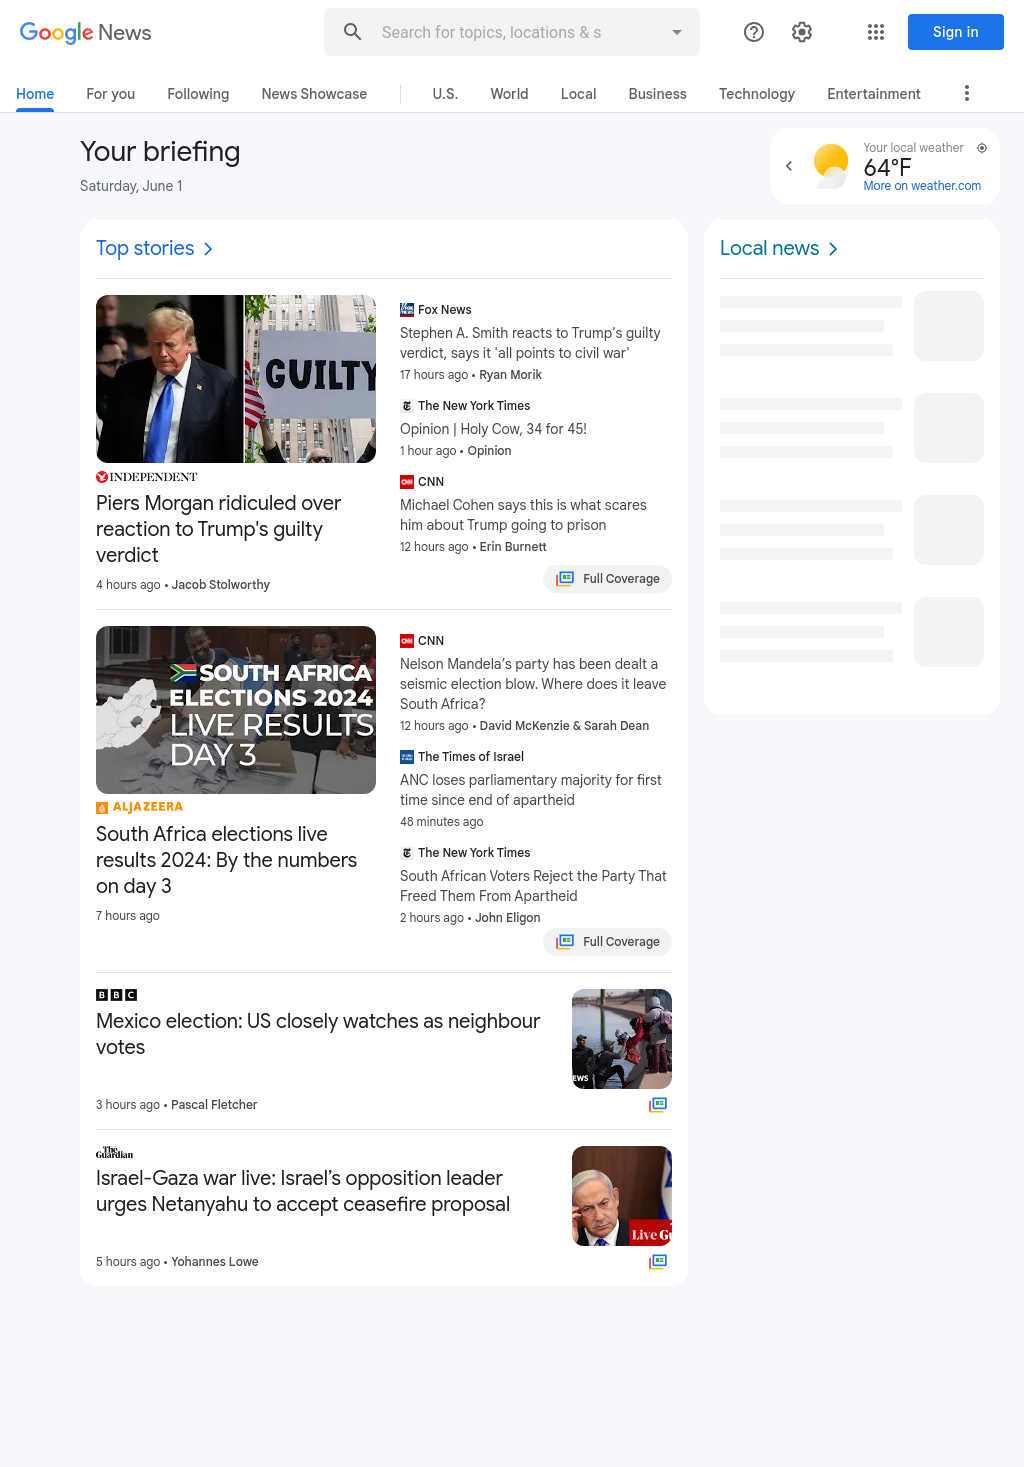 Google News
Search for topics, locations & s
Sign in
Home
For you
Following
News Showcase
U.S.
World
Local
Business
Technology
Entertainment
Your briefing
Saturday, June 1
Your local weather
64°F
More on weather.com
Top stories
GUILTY
INDEPENDENT
Piers Morgan ridiculed over
reaction to Trump's guilty
verdict
4 hours ago • Jacob Stolworthy
Fox News
Stephen A. Smith reacts to Trump's guilty
verdict, says it 'all points to civil war'
17 hours ago • Ryan Morik
The New York Times
Opinion | Holy Cow, 34 for 45!
1 hour ago • Opinion
CNN
Michael Cohen says this is what scares
him about Trump going to prison
12 hours ago • Erin Burnett
Full Coverage
SOUTH AFRICA
ELECTIONS 2024
LIVE RESULTS
DAY 3
ALJAZEERA
South Africa elections live
results 2024: By the numbers
on day 3
7 hours ago
CNN
Nelson Mandela’s party has been dealt a
seismic election blow. Where does it leave
South Africa?
12 hours ago • David McKenzie & Sarah Dean
The Times of Israel
ANC loses parliamentary majority for first
time since end of apartheid
48 minutes ago
The New York Times
South African Voters Reject the Party That
Freed Them From Apartheid
2 hours ago • John Eligon
Full Coverage
BBC
Mexico election: US closely watches as neighbour
votes
EWS
3 hours ago • Pascal Fletcher
The
Guardian
Israel-Gaza war live: Israel’s opposition leader
urges Netanyahu to accept ceasefire proposal
Live Gu
5 hours ago • Yohannes Lowe
Local news